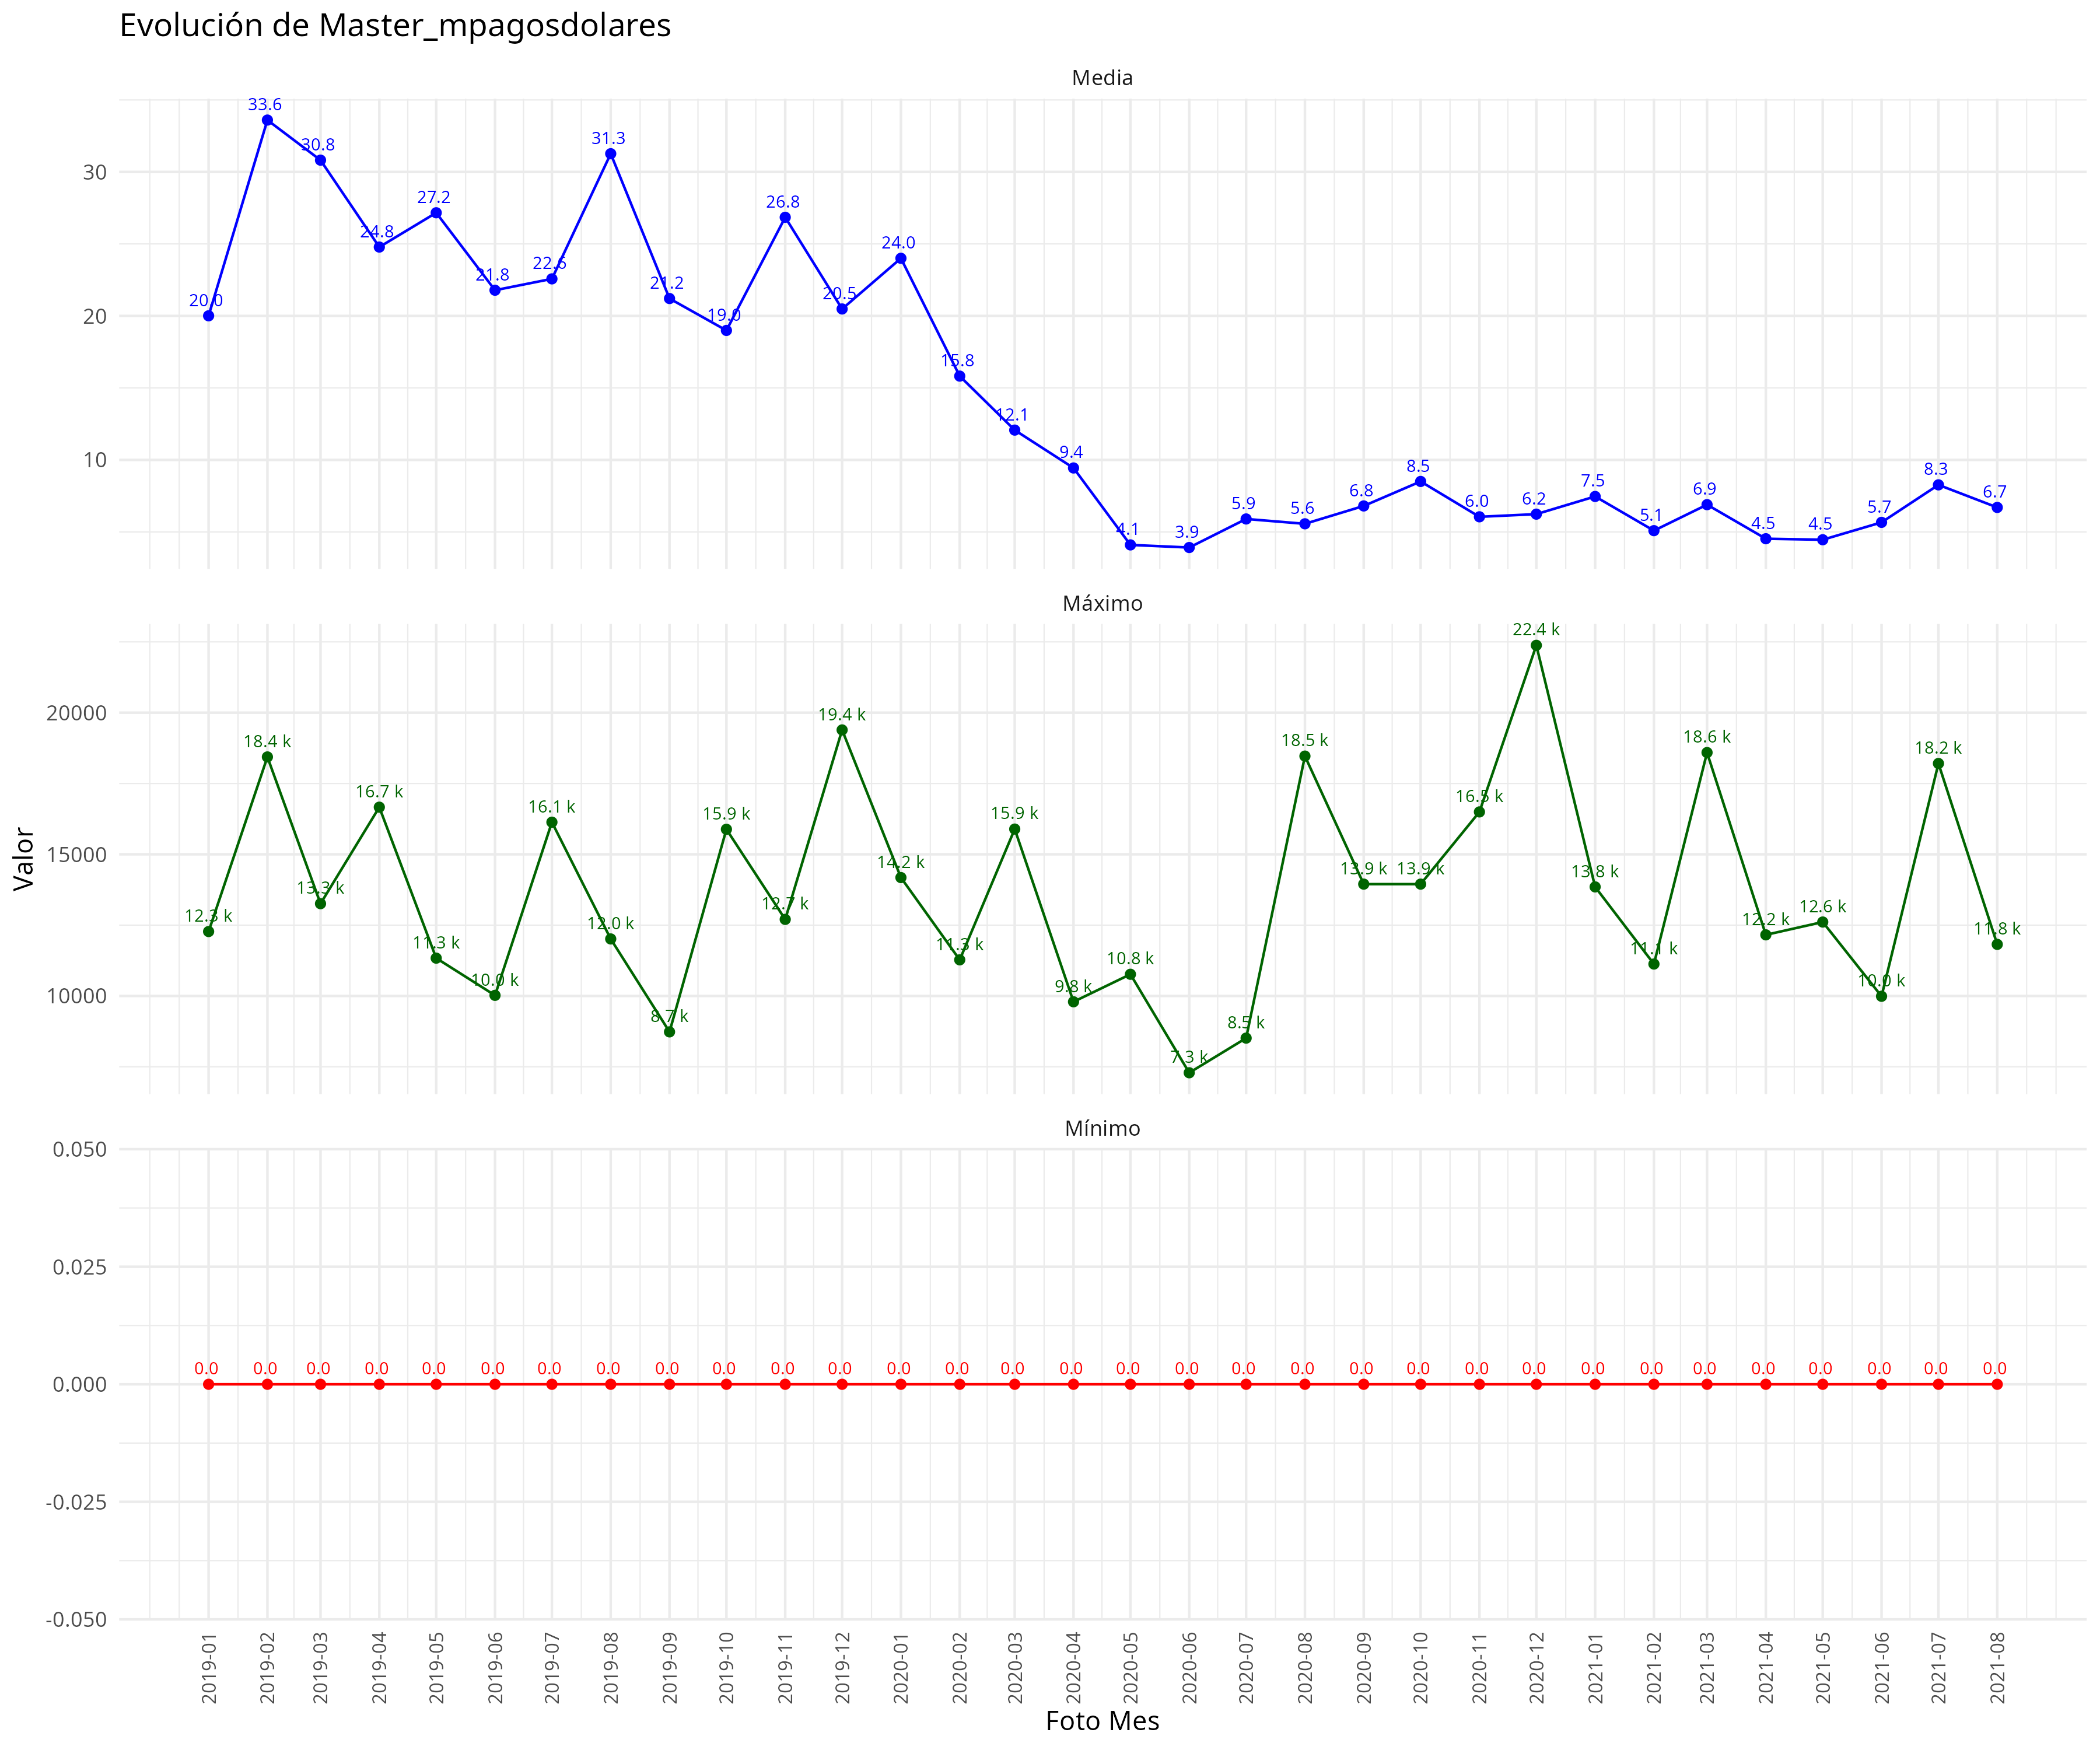 Evolución de Master_mpagosdolares
Media
33.6
31.3
30.8
27.2
26.8
24.8
24.0
22.6
21.8
21.2
20.0
20.5
19.0
15.8
12.1
9.4
4.1
3.9
5.9
5.6
6.8
8.5
6.0
6.2
7.5
5.1
6.9
4.5
4.5
5.7
8.3
6.7
30
20
10
Máximo
12.3 k
18.4 k
13.3 k
16.7 k
11.3 k
10.0 k
16.1 k
12.0 k
8.7 k
15.9 k
12.7 k
19.4 k
14.2 k
11.3 k
15.9 k
9.8 k
10.8 k
7.3 k
8.5 k
18.5 k
13.9 k
13.9 k
16.5 k
22.4 k
13.8 k
11.1 k
18.6 k
12.2 k
12.6 k
10.0 k
18.2 k
11.8 k
20000
15000
10000
Valor
Mínimo
0.050
0.025
0.000
-0.025
-0.050
0.0 0.0 0.0 0.0 0.0 0.0 0.0 0.0 0.0 0.0 0.0 0.0 0.0 0.0 0.0 0.0 0.0 0.0 0.0 0.0 0.0 0.0 0.0 0.0 0.0 0.0 0.0 0.0 0.0 0.0 0.0 0.0
2019-01
2019-02
2019-03
2019-04
2019-05
2019-06
2019-07
2019-08
2019-09
2019-10
2019-11
2019-12
2020-01
2020-02
2020-03
2020-04
2020-05
2020-06
2020-07
2020-08
2020-09
2020-10
2020-11
2020-12
2021-01
2021-02
2021-03
2021-04
2021-05
2021-06
2021-07
2021-08
Foto Mes